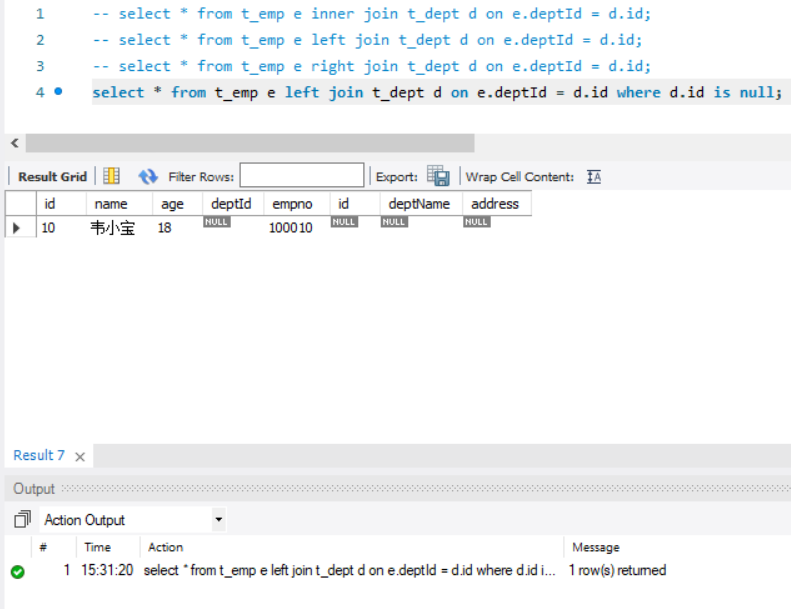 1 -- select * from t_emp e inner join t_dept d on e.deptId = d.id;
2 -- select * from t_emp e left join t_dept d on e.deptId = d.id;
3 -- select * from t_emp e right join t_dept d on e.deptId = d.id;
4 select * from t_emp e left join t_dept d on e.deptId = d.id where d.id is null;
Result Grid Filter Rows: Export: Wrap Cell Content: IA
id name age deptId empno id deptName address
10 韦小宝 18 NULL 100010 NULL NULL NULL
Result 7
Output
Action Output
# Time Action Message
1 15:31:20 select * from t_emp e left join t_dept d on e.deptId = d.id where d.id i... 1 row(s) returned